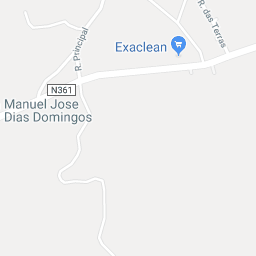 R. Principal
R. das Terras
Exaclean
N361
Manuel Jose
Dias Domingos